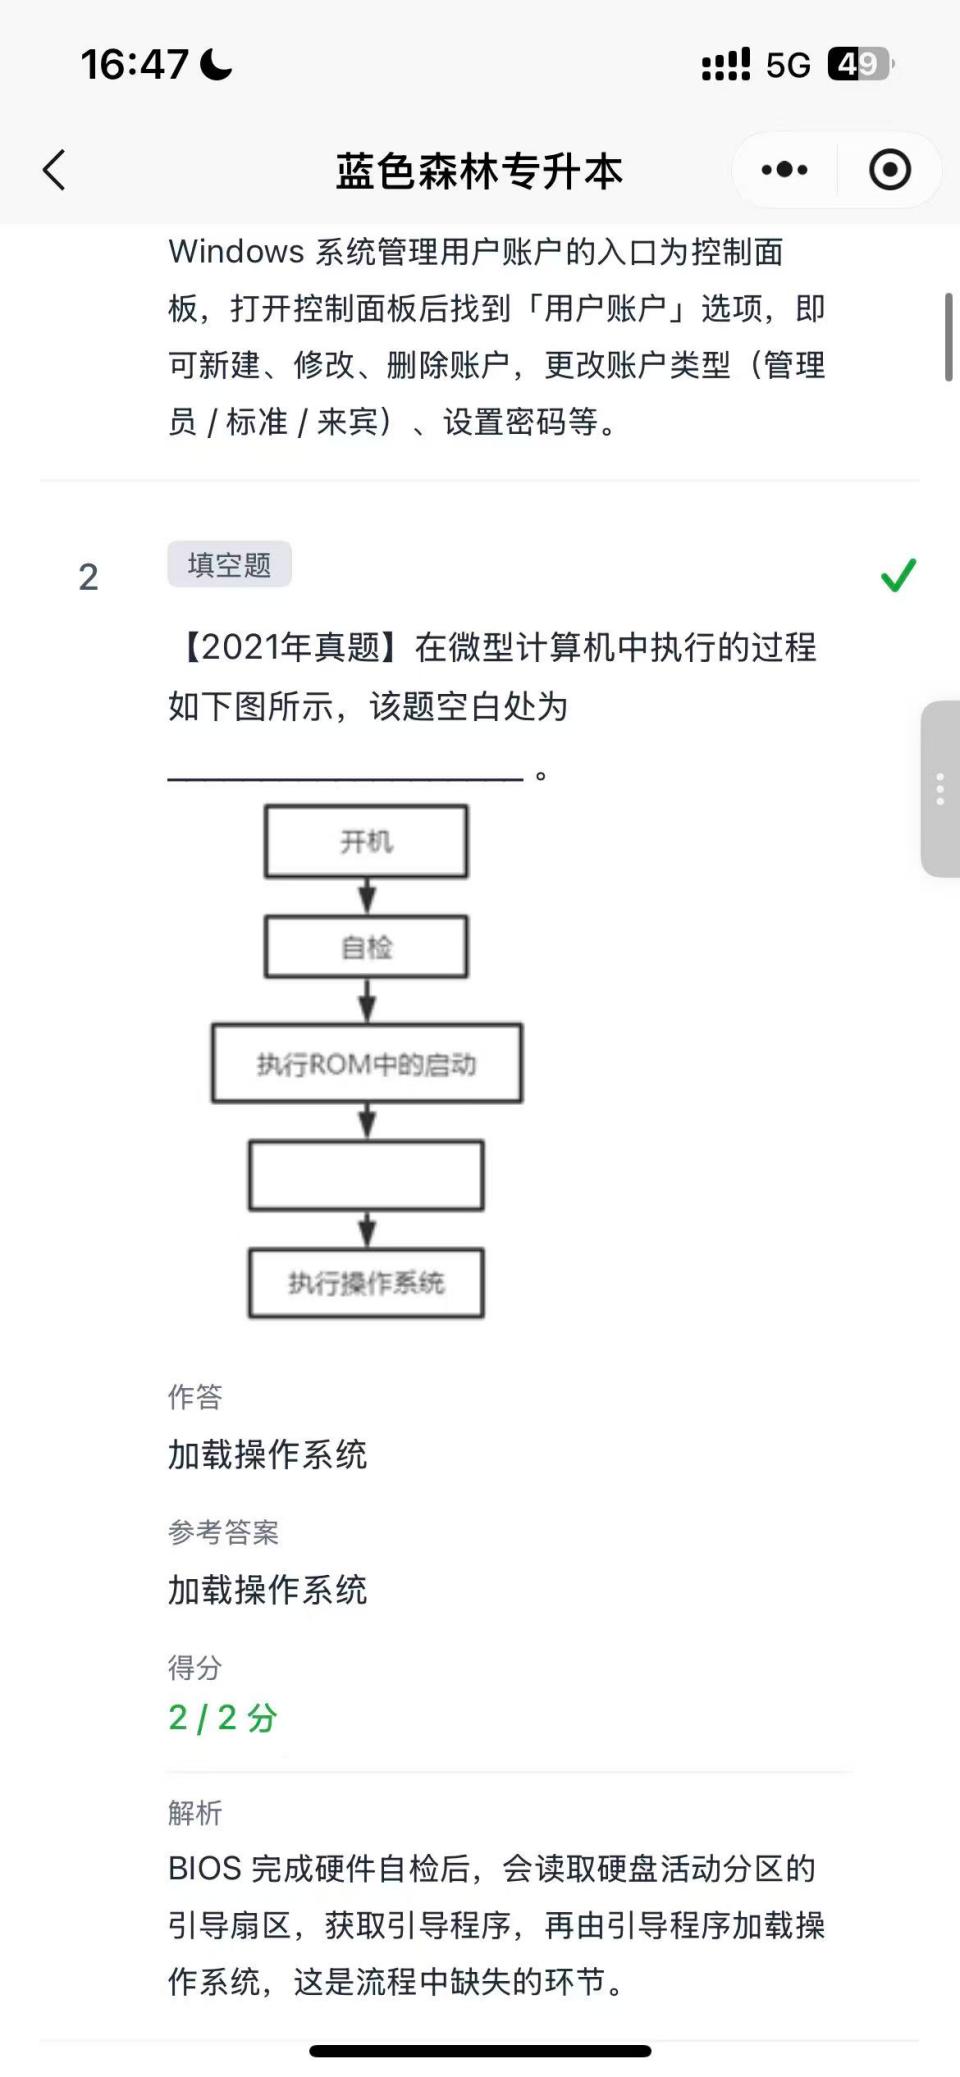 16:47
5G
49
蓝色森林专升本
Windows 系统管理用户账户的入口为控制面
板，打开控制面板后找到「用户账户」选项，即
可新建、修改、删除账户，更改账户类型（管理
员 / 标准 / 来宾）、设置密码等。
2
填空题
【2021年真题】在微型计算机中执行的过程
如下图所示，该题空白处为
____________________ 。
开机
自检
执行ROM中的启动
执行操作系统
作答
加载操作系统
参考答案
加载操作系统
得分
2 / 2 分
解析
BIOS 完成硬件自检后，会读取硬盘活动分区的
引导扇区，获取引导程序，再由引导程序加载操
作系统，这是流程中缺失的环节。